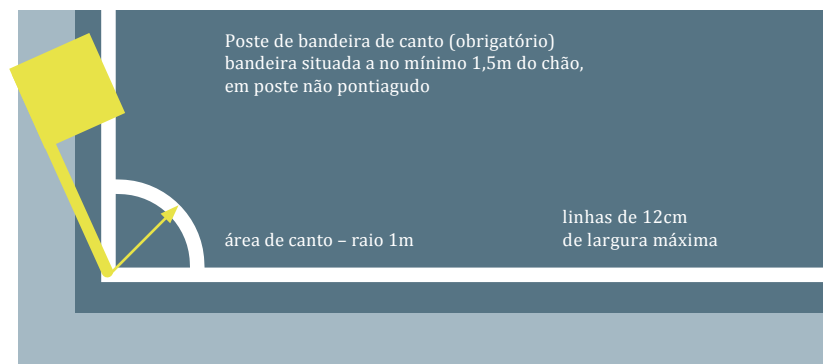 Poste de bandeira de canto (obrigatório)
bandeira situada a no mínimo 1,5m do chão,
em poste não pontiagudo
área de canto – raio 1m
linhas de 12cm
de largura máxima